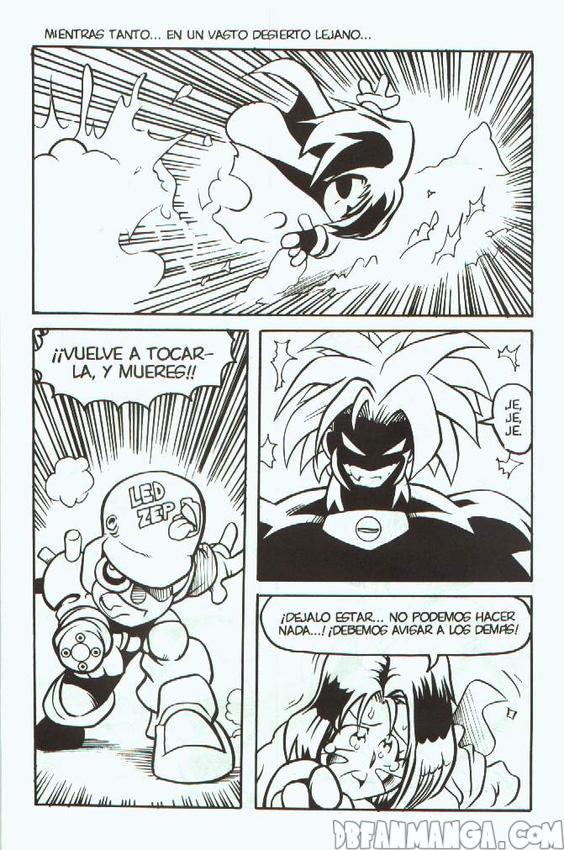 MIENTRAS TANTO... EN UN VASTO DESIERTO LEJANO...
¡¡VUELVE A TOCAR-
LA, Y MUERES!!
JE,
JE,
JE.
LED
ZEP
¡DEJALO ESTAR... NO PODEMOS HACER
NADA...! ¡DEBEMOS AVISAR A LOS DEMAS!
DBFANMANGA.COM